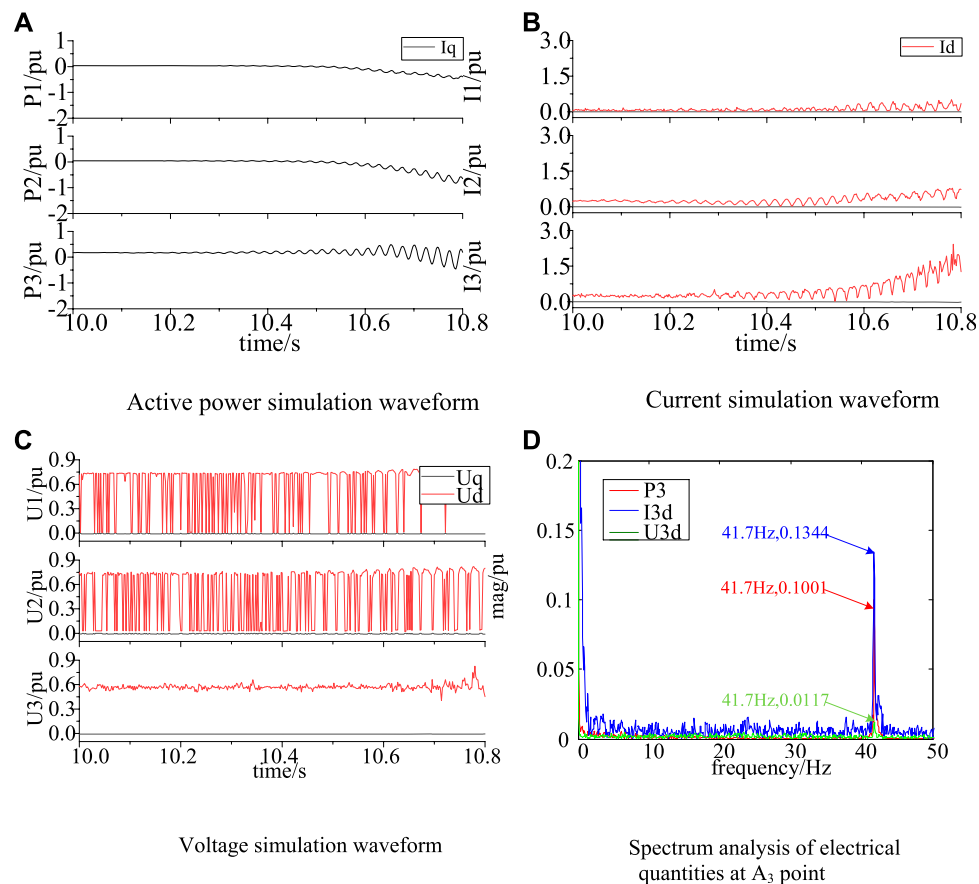 A
1
0
-1
-2
P1/pu
Iq
1
0
-1
-2
P2/pu
1
0
-1
-2
P3/pu
10.0
10.2
10.4
10.6
10.8
time/s
Active power simulation waveform
B
3.0
1.5
0.0
I1/pu
Id
3.0
1.5
0.0
I2/pu
3.0
1.5
0.0
I3/pu
10.0
10.2
10.4
10.6
10.8
time/s
Current simulation waveform
C
0.9
0.6
0.3
0.0
U1/pu
Uq
Ud
0.9
0.6
0.3
0.0
U2/pu
0.9
0.6
0.3
0.0
U3/pu
10.0
10.2
10.4
10.6
10.8
time/s
Voltage simulation waveform
D
0.2
0.15
0.1
0.05
0
mag/pu
P3
I3d
U3d
41.7Hz,0.1344
41.7Hz,0.1001
41.7Hz,0.0117
0
10
20
30
40
50
frequency/Hz
Spectrum analysis of electrical
quantities at A3 point